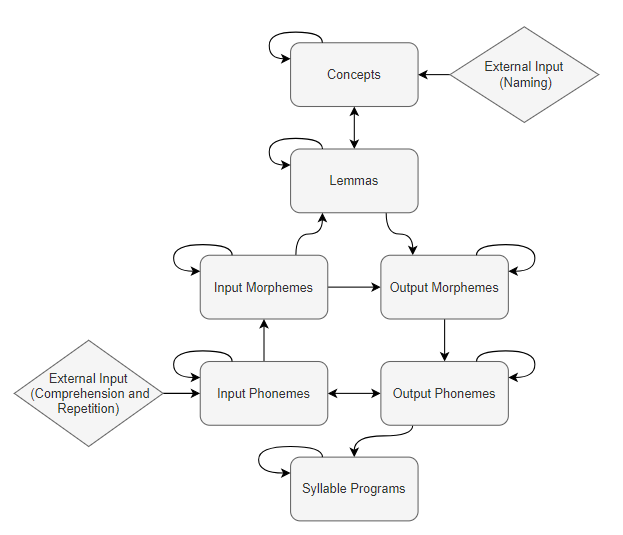 External Input
(Naming)
Concepts
Lemmas
Input Morphemes
Output Morphemes
External Input
(Comprehension and
Repetition)
Input Phonemes
Output Phonemes
Syllable Programs